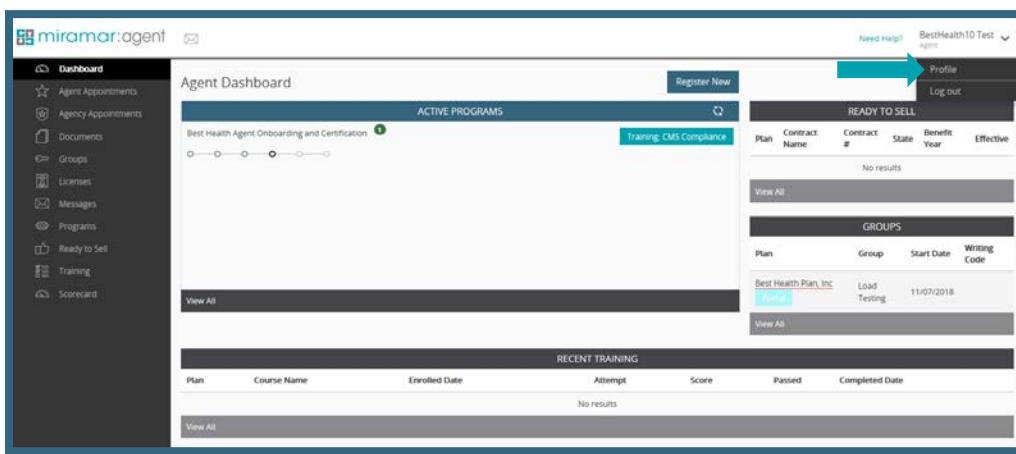 miramar:agent
Need Help?
BestHealth10 Test
agent
Profile
Log out
Dashboard
Agent Appointments
Agency Appointments
Documents
Groups
Licenses
Messages
Programs
Ready to Sell
Training
Scorecard
Agent Dashboard
Register New
ACTIVE PROGRAMS
Best Health Agent Onboarding and Certification 1
Training: CMS Compliance
View All
READY TO SELL
Plan Contract Name Contract # State Benefit Year Effective
No results
View All
GROUPS
Plan Group Start Date Writing Code
Best Health Plan, Inc Load Testing 11/07/2018
Portal
View All
RECENT TRAINING
Plan Course Name Enrolled Date Attempt Score Passed Completed Date
No results
View All